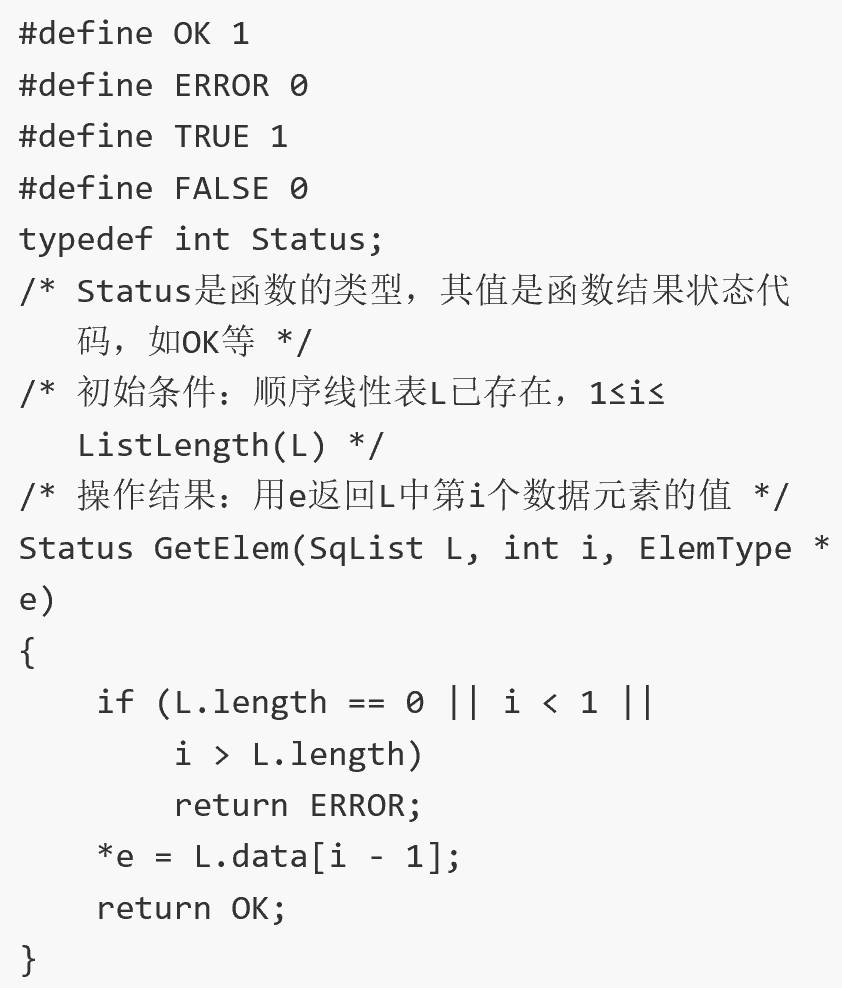 #define OK 1
#define ERROR 0
#define TRUE 1
#define FALSE 0
typedef int Status;
/* Status是函数的类型，其值是函数结果状态代
码，如OK等 */
/* 初始条件：顺序线性表L已存在，1≤i≤
ListLength(L) */
/* 操作结果：用e返回L中第i个数据元素的值 */
Status GetElem(SqList L, int i, ElemType *
e)
{
if (L.length == 0 || i < 1 ||
i > L.length)
return ERROR;
*e = L.data[i - 1];
return OK;
}